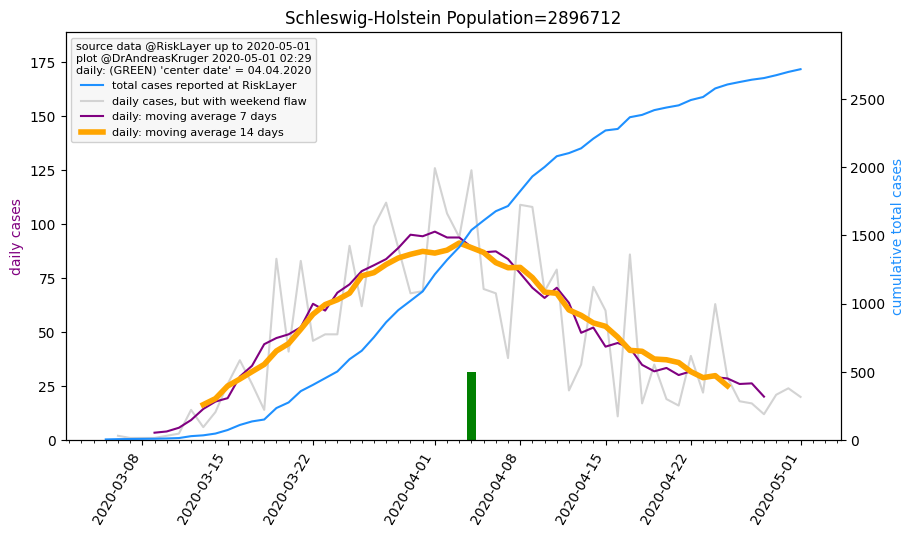 Schleswig-Holstein Population=2896712
source data @RiskLayer up to 2020-05-01
plot @DrAndreasKruger 2020-05-01 02:29
daily: (GREEN) 'center date' = 04.04.2020
total cases reported at RiskLayer
daily cases, but with weekend flaw
daily: moving average 7 days
daily: moving average 14 days
daily cases
175
150
125
100
75
50
25
0
cumulative total cases
2500
2000
1500
1000
500
0
2020-03-08
2020-03-15
2020-03-22
2020-04-01
2020-04-08
2020-04-15
2020-04-22
2020-05-01